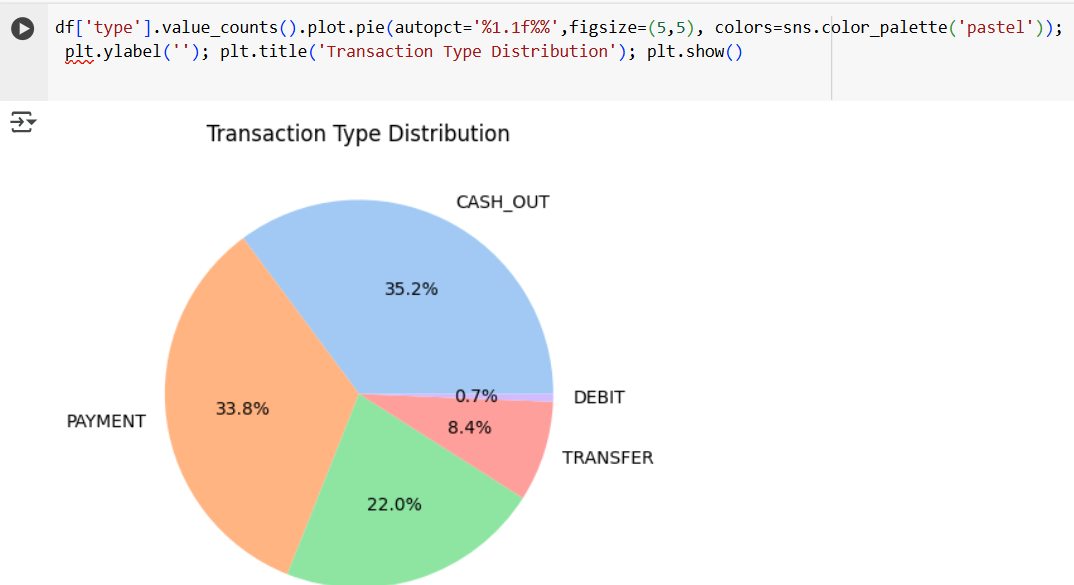 df['type'].value_counts().plot.pie(autopct='%1.1f%%',figsize=(5,5), colors=sns.color_palette('pastel'));
plt.ylabel(''); plt.title('Transaction Type Distribution'); plt.show()
Transaction Type Distribution
CASH_OUT
35.2%
0.7%
DEBIT
33.8%
PAYMENT
8.4%
TRANSFER
22.0%